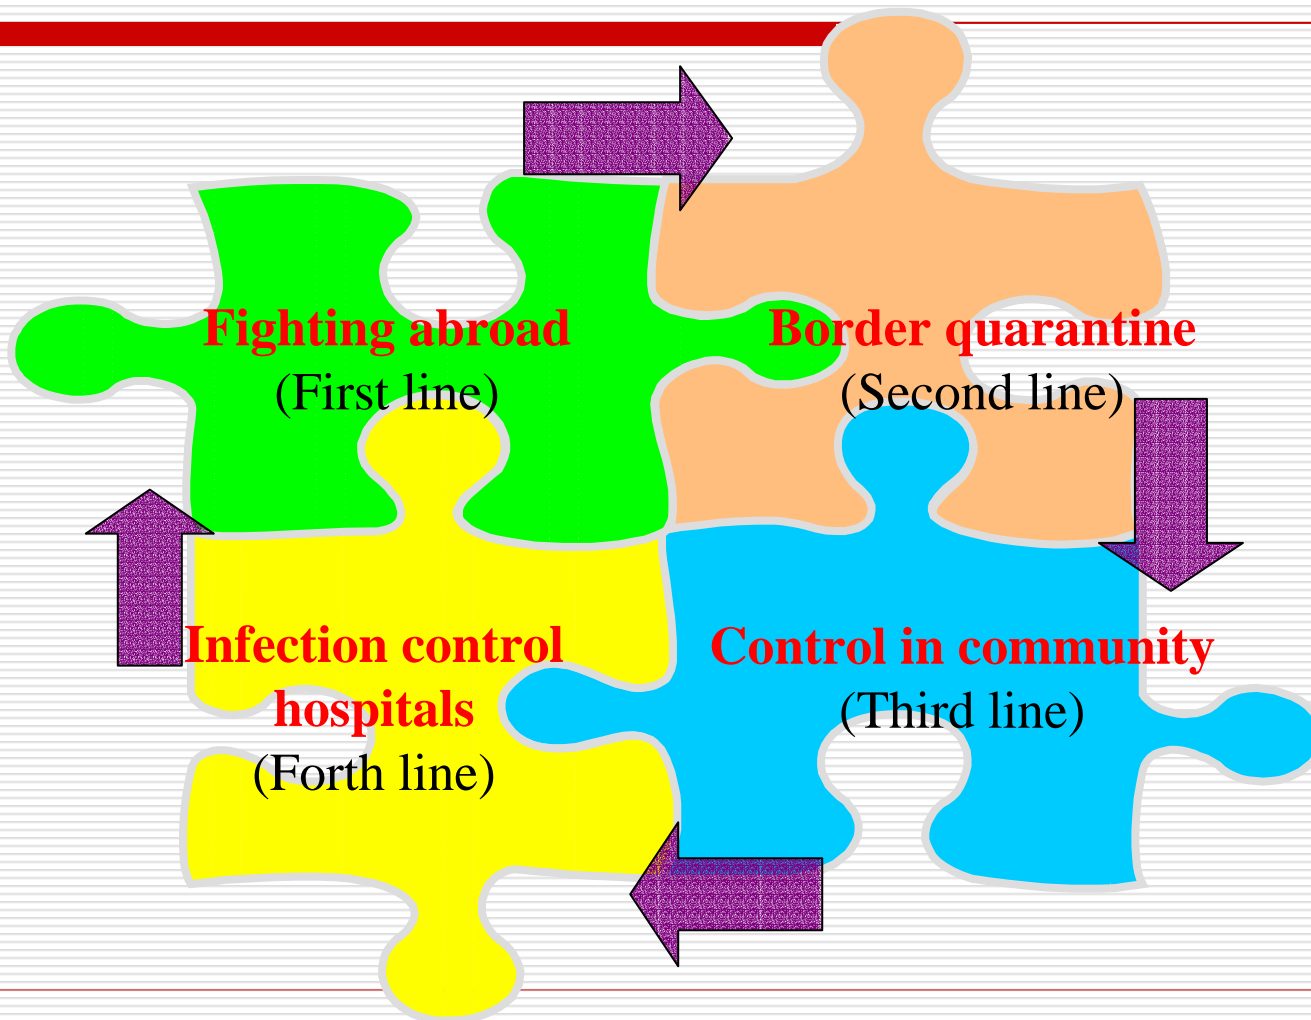 Fighting abroad
(First line)
Border quarantine
(Second line)
Control in community
(Third line)
Infection control
hospitals
(Forth line)